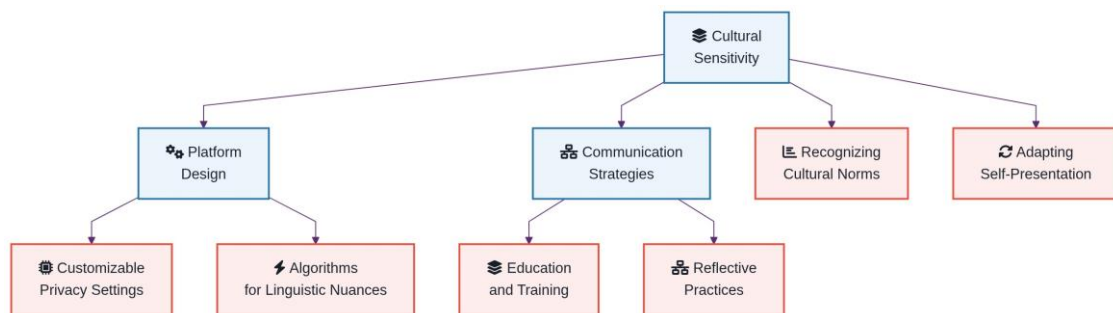 Cultural
Sensitivity
Platform
Design
Communication
Strategies
Recognizing
Cultural Norms
Adapting
Self-Presentation
Customizable
Privacy Settings
Algorithms
for Linguistic Nuances
Education
and Training
Reflective
Practices